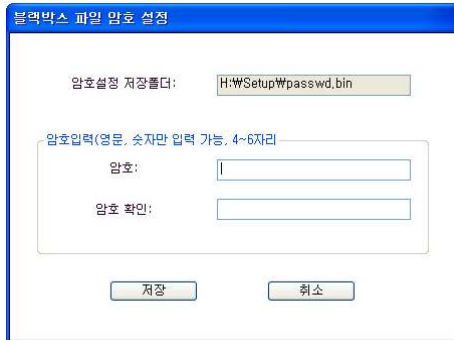 블랙박스 파일 암호 설정
암호설정 저장폴더: H:₩Setup₩passwd.bin
암호입력(영문, 숫자만 입력 가능, 4~6자리
암호:
암호 확인:
저장 취소